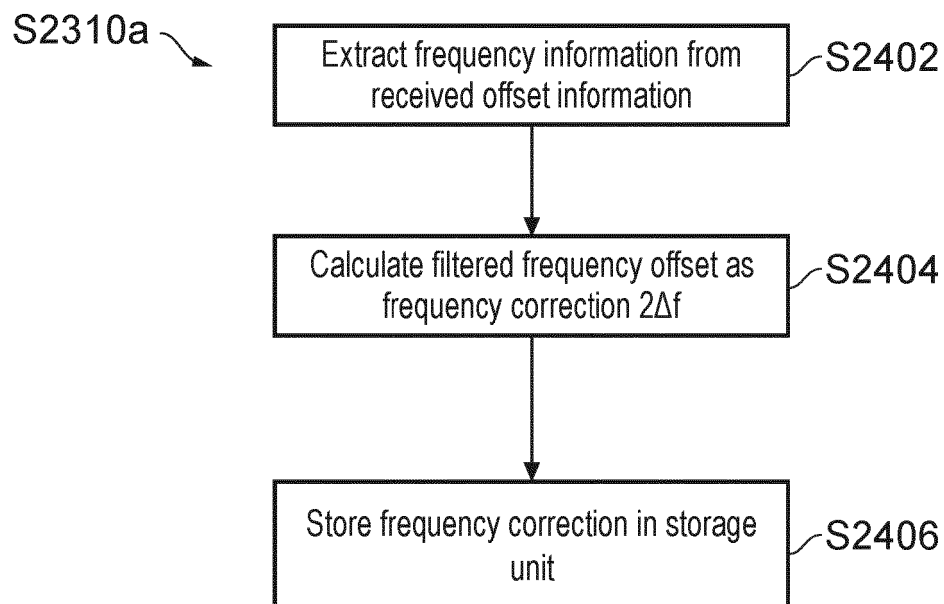 S2310a
Extract frequency information from
received offset information
S2402
Calculate filtered frequency offset as
frequency correction 2Δf
S2404
Store frequency correction in storage
unit
S2406